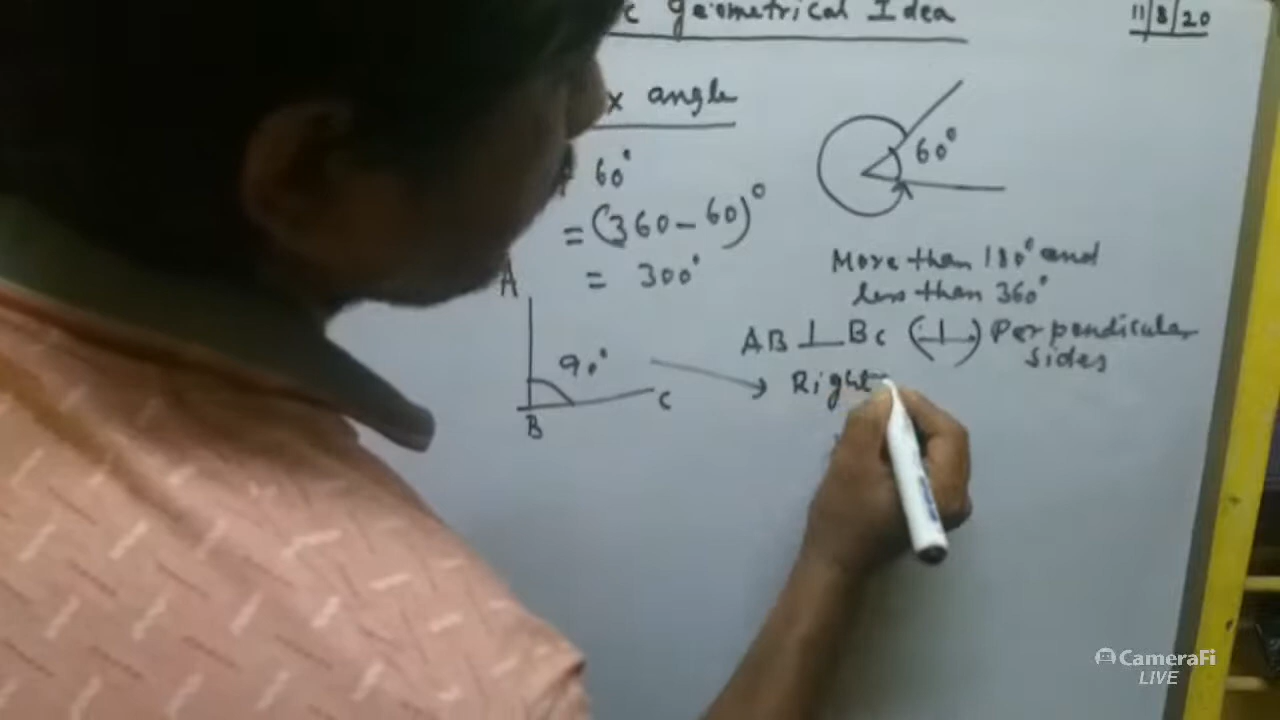 c Geometrical Idea
11/8/20
x angle
60°
60°
= (360-60)°
= 300°
More than 180° and
less than 360°
A
AB ⊥ BC (⊥) Perpendicular
sides
90°
Right
B
C
CameraFi
LIVE